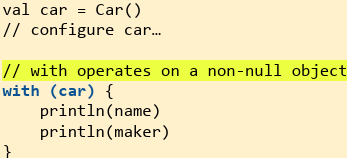 val car = Car()
// configure car…
// with operates on a non-null object
with (car) {
    println(name)
    println(maker)
}